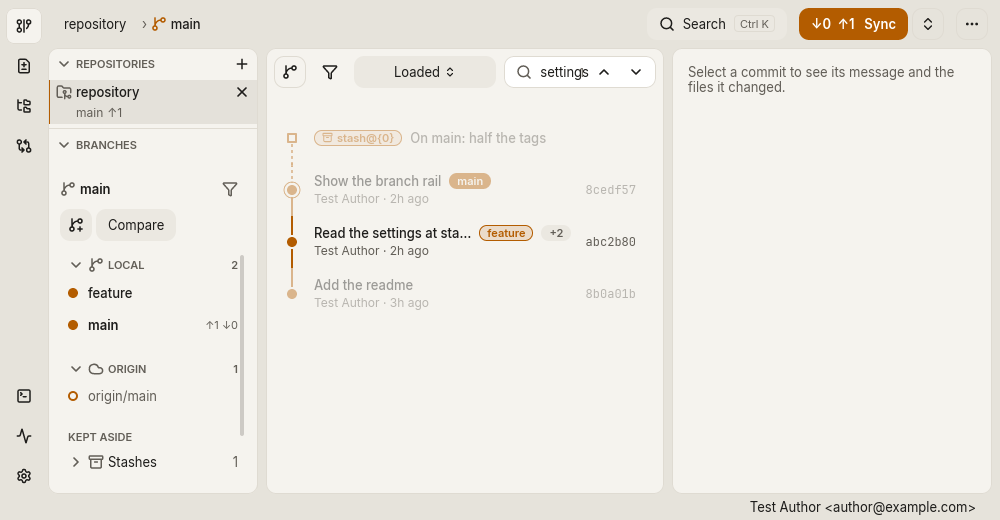 repository
main
Search
Ctrl K
↓0 ↑1 Sync
REPOSITORIES
repository
main ↑1
BRANCHES
main
Compare
LOCAL
2
feature
main
↑1 ↓0
ORIGIN
1
origin/main
KEPT ASIDE
Stashes
1
Loaded
settings
stash@{0}
On main: half the tags
Show the branch rail
main
Test Author · 2h ago
8cedf57
Read the settings at sta…
feature
+2
Test Author · 2h ago
abc2b80
Add the readme
Test Author · 3h ago
8b0a01b
Select a commit to see its message and the
files it changed.
Test Author <author@example.com>